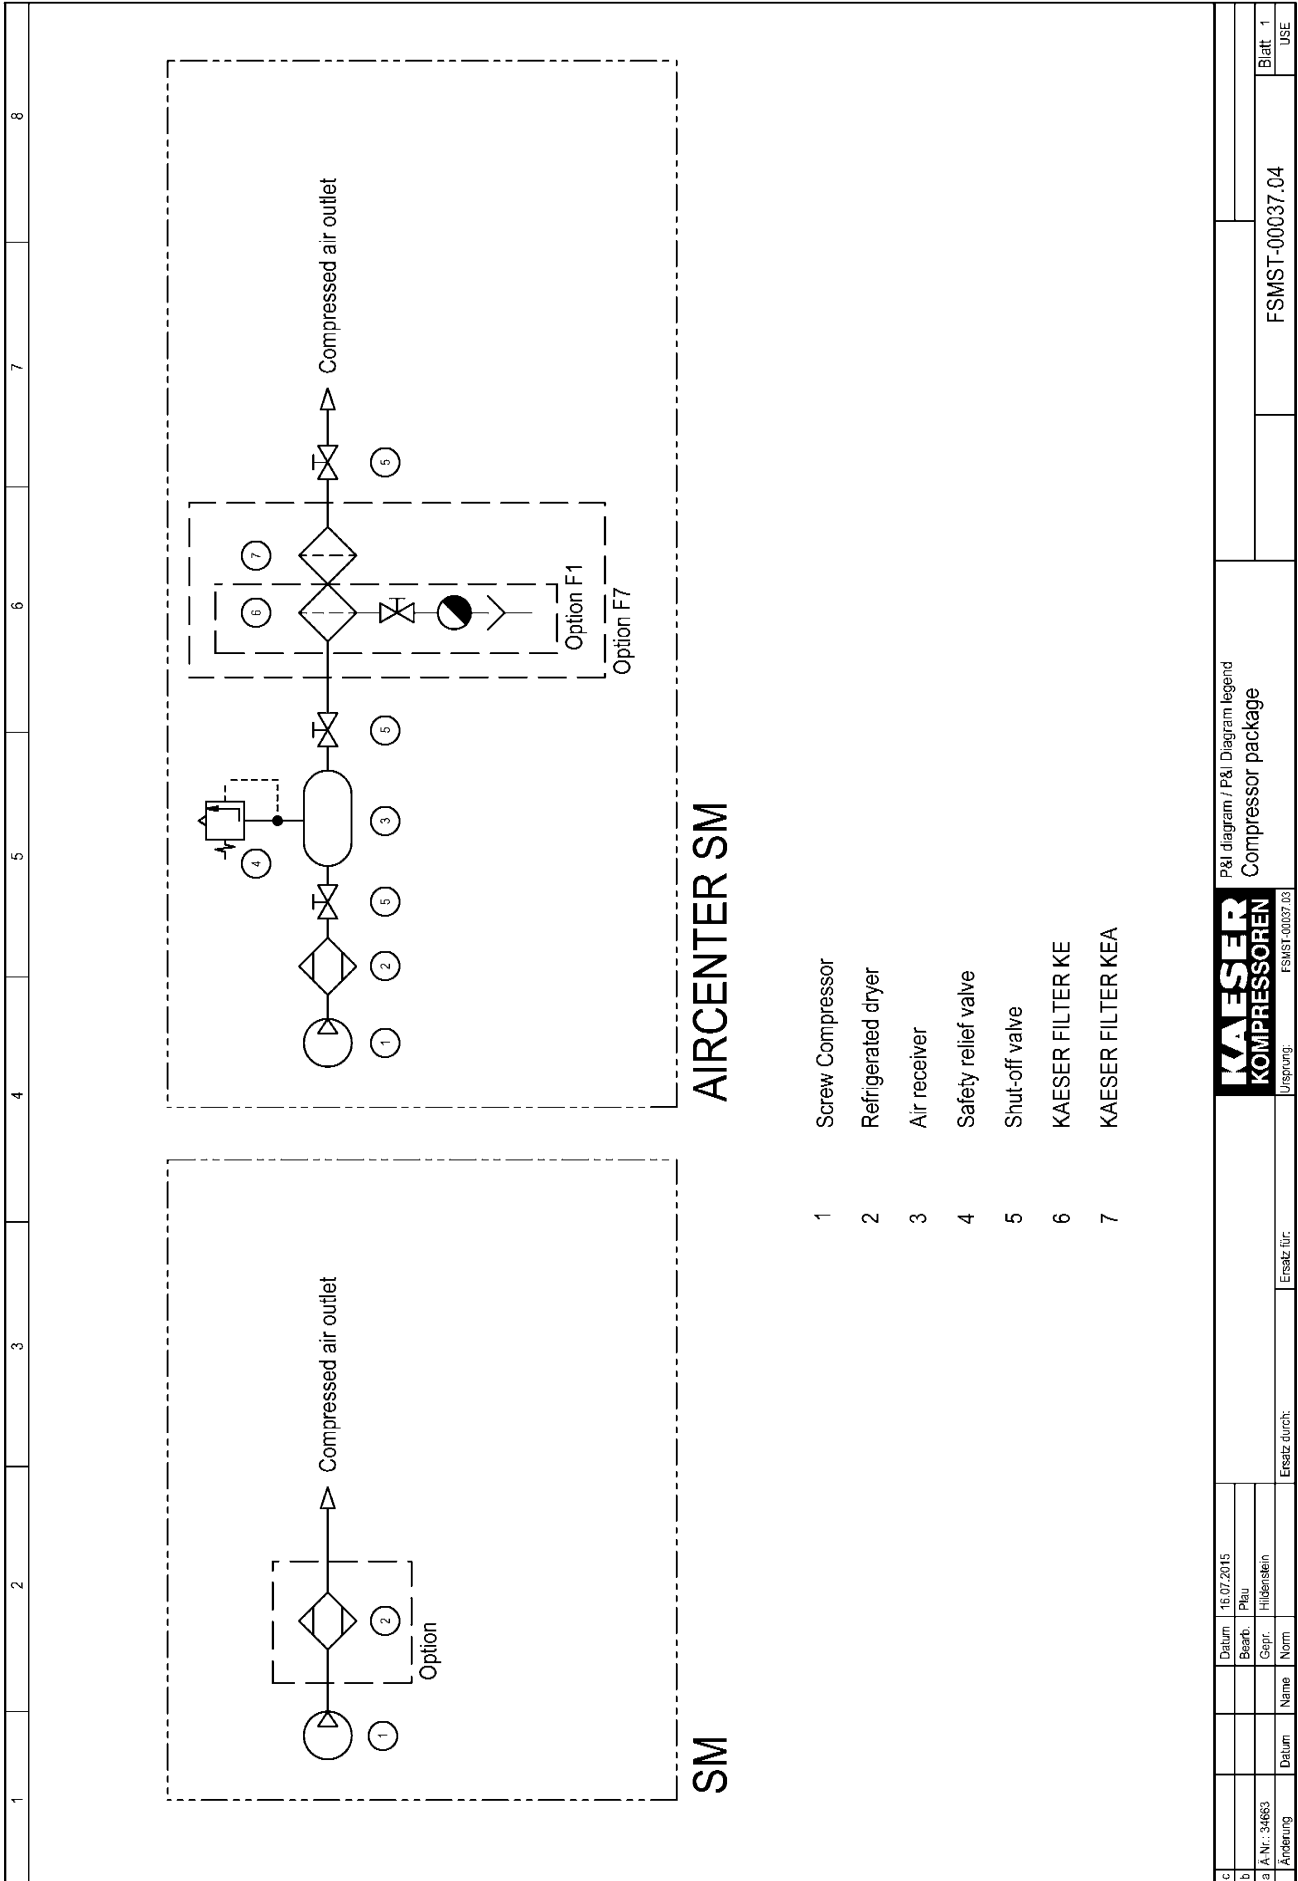 1 2 3 4 5 6 7 8
Compressed air outlet
1
2
Option
SM
Compressed air outlet
4
6
7
1
2
5
3
5
5
Option F1
Option F7
AIRCENTER SM
1 Screw Compressor
2 Refrigerated dryer
3 Air receiver
4 Safety relief valve
5 Shut-off valve
6 KAESER FILTER KE
7 KAESER FILTER KEA
c
b
a Ä-Nr.: 34663
Änderung Datum Name
Datum 16.07.2015
Bearb. Plau
Gepr. Hildenstein
Norm
Ersatz durch:
Ersatz für:
KAESER
KOMPRESSOREN
Ursprung: FSMST-00037.03
P&I diagram / P&I Diagram legend
Compressor package
FSMST-00037.04
Blatt 1
USE